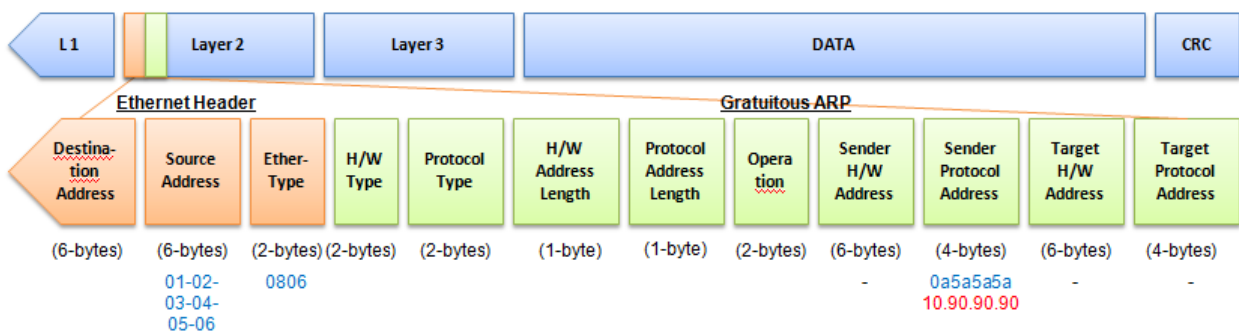 L 1
Layer 2
Layer 3
DATA
CRC
Ethernet Header
Gratuitous ARP
Destina-
tion
Address
Source
Address
Ether-
Type
H/W
Type
Protocol
Type
H/W
Address
Length
Protocol
Address
Length
Opera
tion
Sender
H/W
Address
Sender
Protocol
Address
Target
H/W
Address
Target
Protocol
Address
(6-bytes)
(6-bytes)
(2-bytes)
(2-bytes)
(2-bytes)
(1-byte)
(1-byte)
(2-bytes)
(6-bytes)
(4-bytes)
(6-bytes)
(4-bytes)
01-02-
03-04-
05-06
0806
-
0a5a5a5a
10.90.90.90
-
-